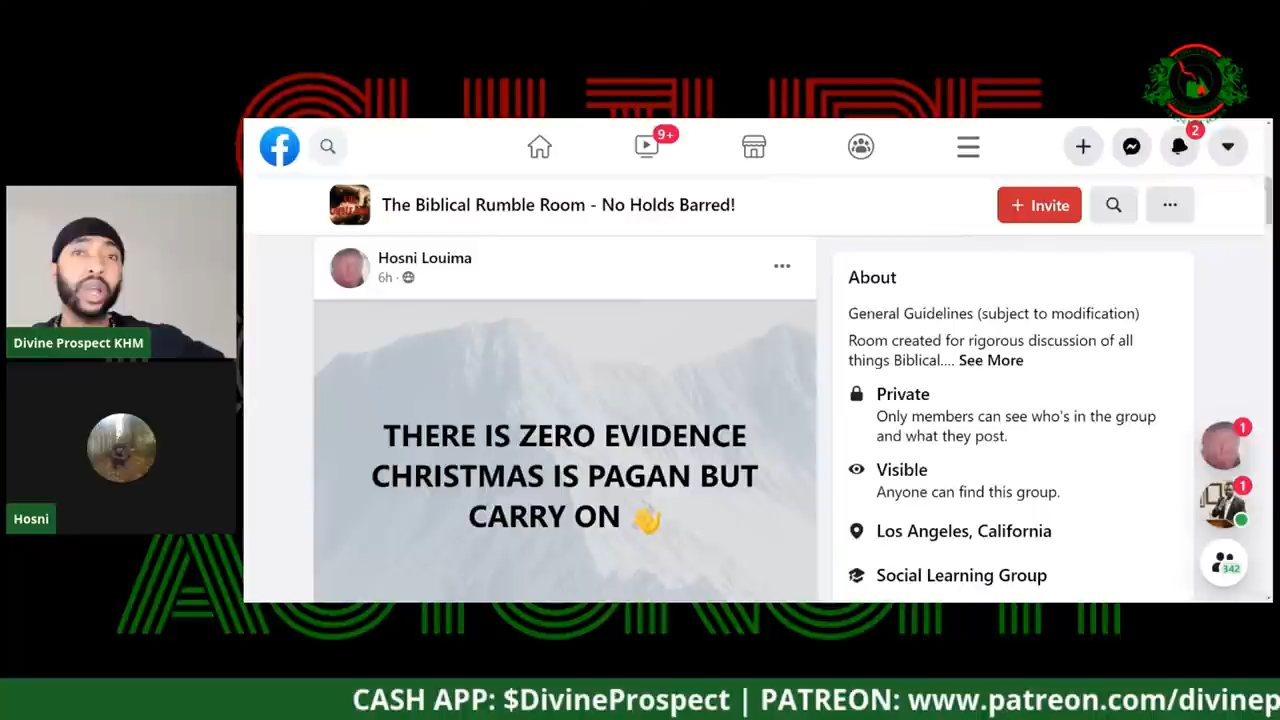 9+
2
The Biblical Rumble Room - No Holds Barred!
+ Invite
Hosni Louima
6h
THERE IS ZERO EVIDENCE
CHRISTMAS IS PAGAN BUT
CARRY ON 👋
About
General Guidelines (subject to modification)
Room created for rigorous discussion of all
things Biblical.... See More
Private
Only members can see who's in the group
and what they post.
Visible
Anyone can find this group.
Los Angeles, California
Social Learning Group
1
1
342
Divine Prospect KHM
Hosni
CASH APP: $DivineProspect | PATREON: www.patreon.com/divinep